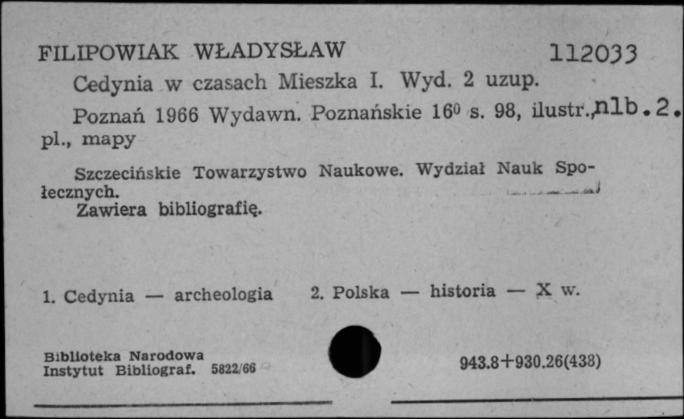 FILIPOWIAK WŁADYSŁAW 112033
Cedynia w czasach Mieszka I. Wyd. 2 uzup.
Poznań 1966 Wydawn. Poznańskie 16⁰ s. 98, ilustr., nlb. 2.
pl., mapy
Szczecińskie Towarzystwo Naukowe. Wydział Nauk Spo-
łecznych.
Zawiera bibliografię.
1. Cedynia — archeologia 2. Polska — historia — X w.
Biblioteka Narodowa
Instytut Bibliograf. 5822/66 943.8+930.26(438)